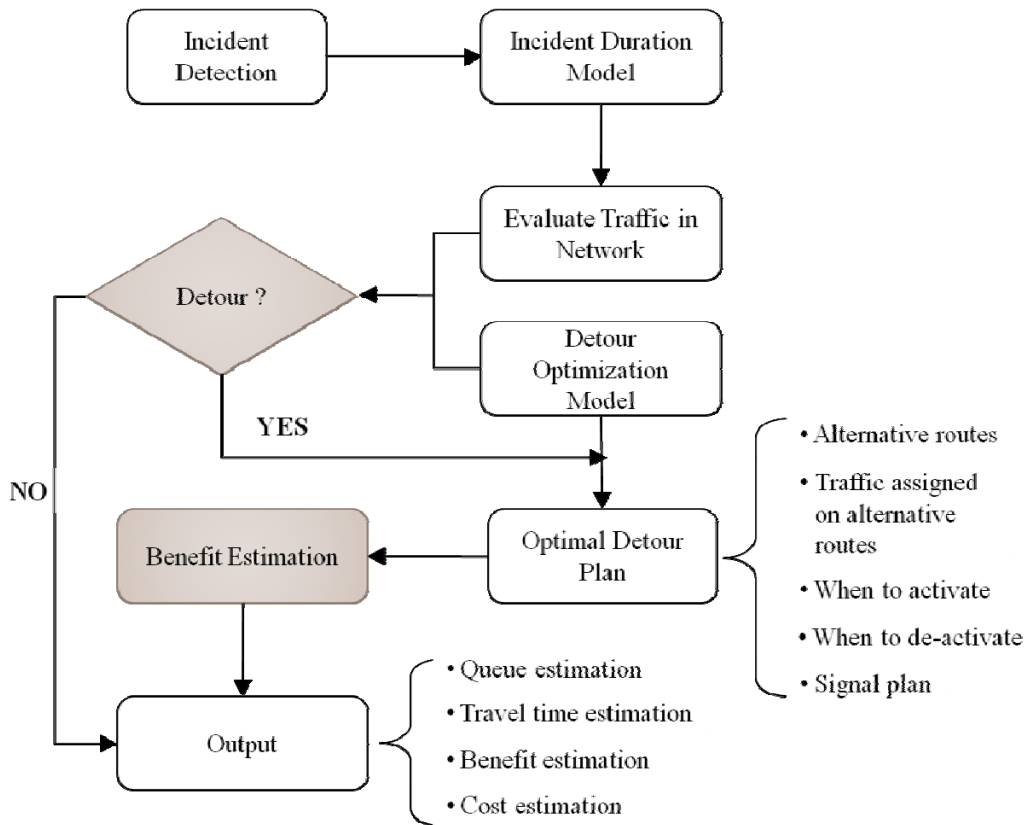 Incident
Detection
Incident Duration
Model
Evaluate Traffic in
Network
Detour ?
Detour
Optimization
Model
YES
NO
Optimal Detour
Plan
• Alternative routes
• Traffic assigned
on alternative
routes
• When to activate
• When to de-activate
• Signal plan
Benefit Estimation
Output
• Queue estimation
• Travel time estimation
• Benefit estimation
• Cost estimation